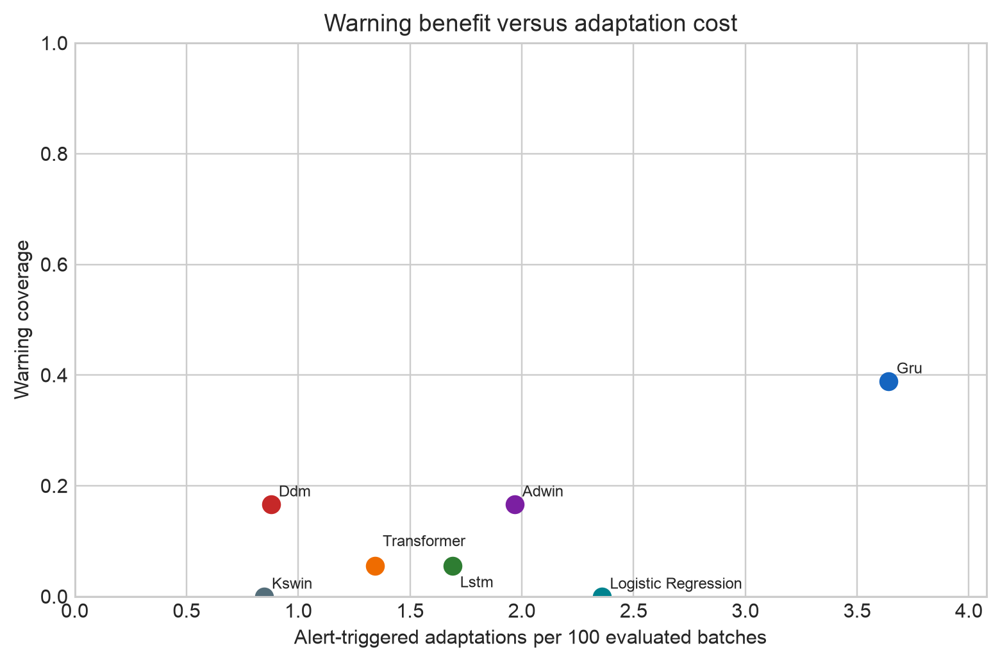 Warning benefit versus adaptation cost
1.0
0.8
0.6
0.4
0.2
0.0
Warning coverage
Gru
Ddm
Adwin
Transformer
Lstm
Kswin
Logistic Regression
0.0 0.5 1.0 1.5 2.0 2.5 3.0 3.5 4.0
Alert-triggered adaptations per 100 evaluated batches